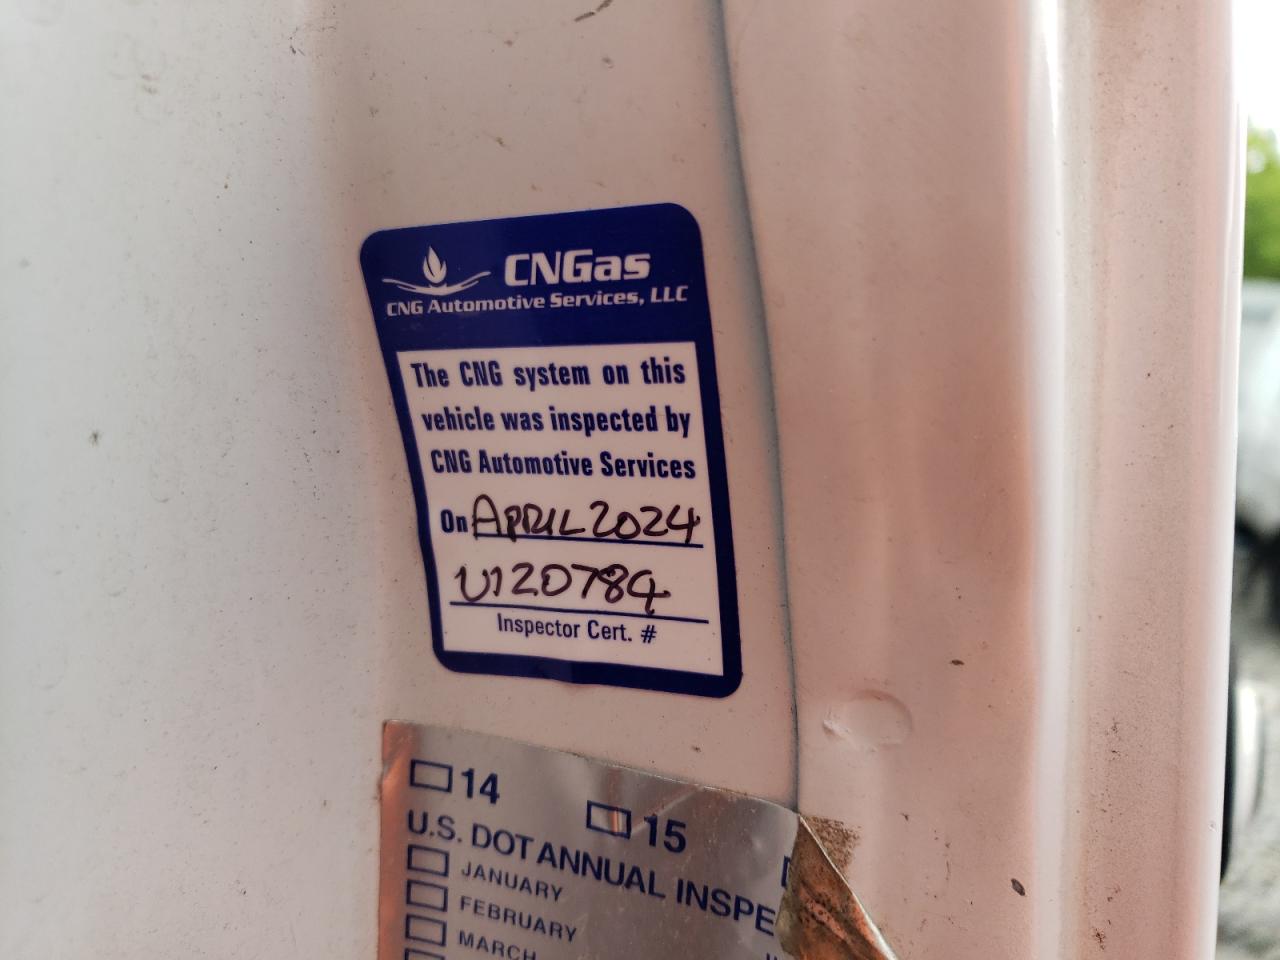 CNGas
CNG Automotive Services, LLC
The CNG system on this
vehicle was inspected by
CNG Automotive Services
On APRIL 2024
U120784
Inspector Cert. #
14
15
U.S. DOT ANNUAL INSPE
JANUARY
FEBRUARY
MARCH